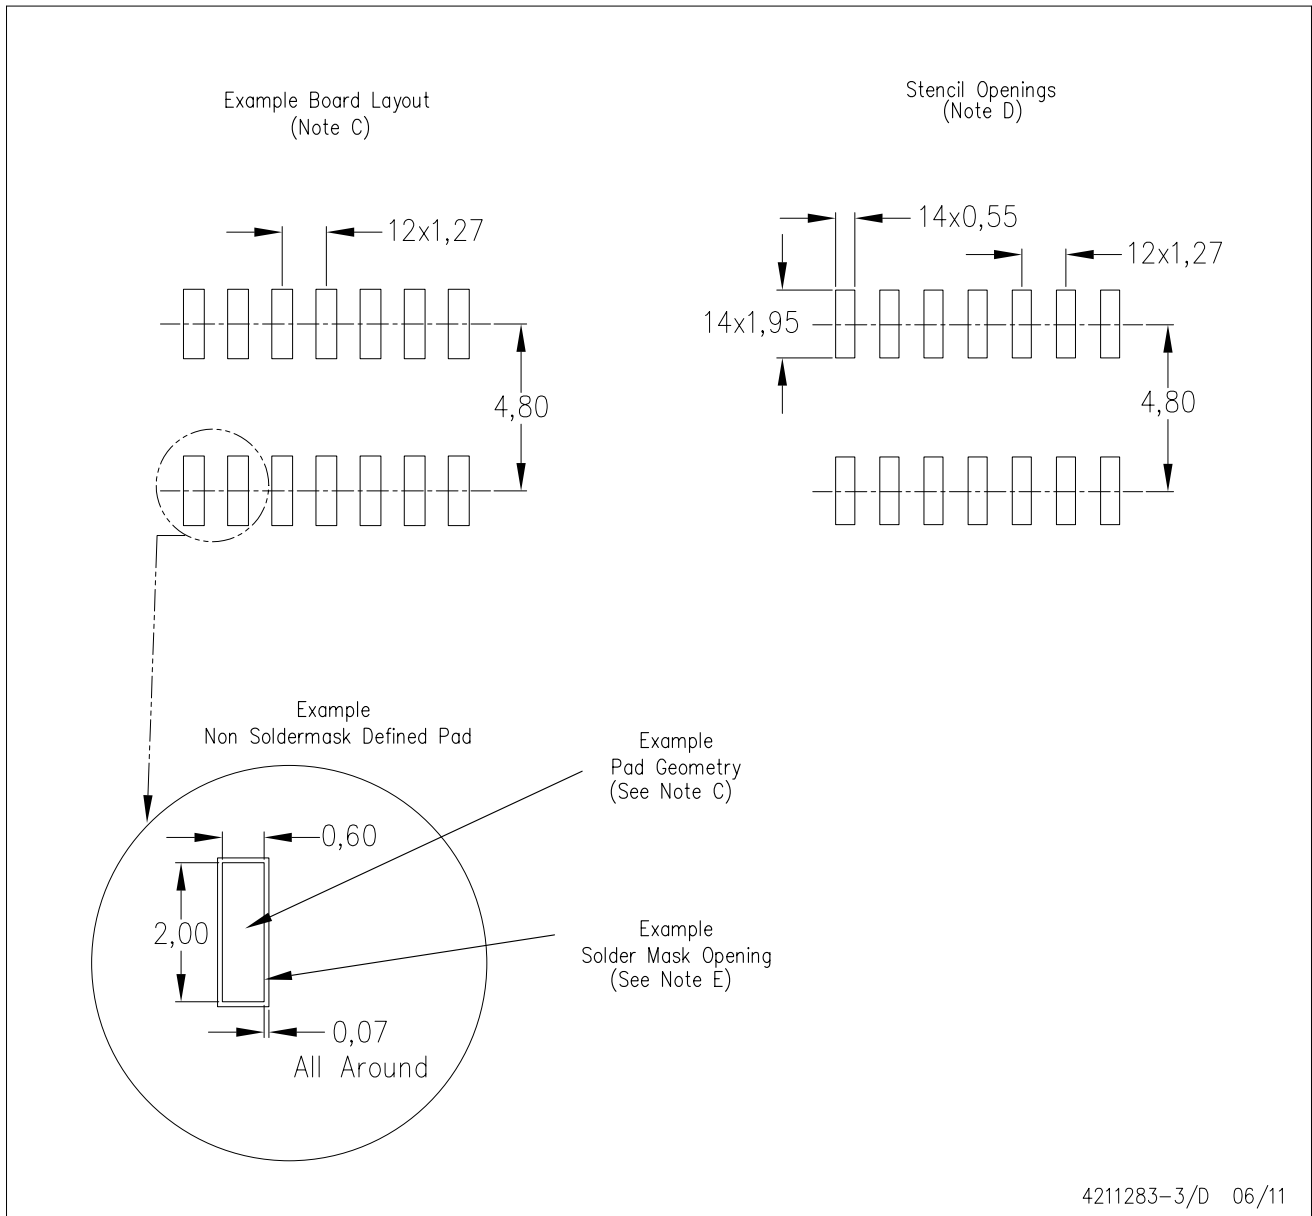 Example Board Layout
(Note C)
Stencil Openings
(Note D)
12x1,27
4,80
14x0,55
12x1,27
14x1,95
4,80
Example
Non Soldermask Defined Pad
0,60
2,00
0,07
All Around
Example
Pad Geometry
(See Note C)
Example
Solder Mask Opening
(See Note E)
4211283-3/D 06/11